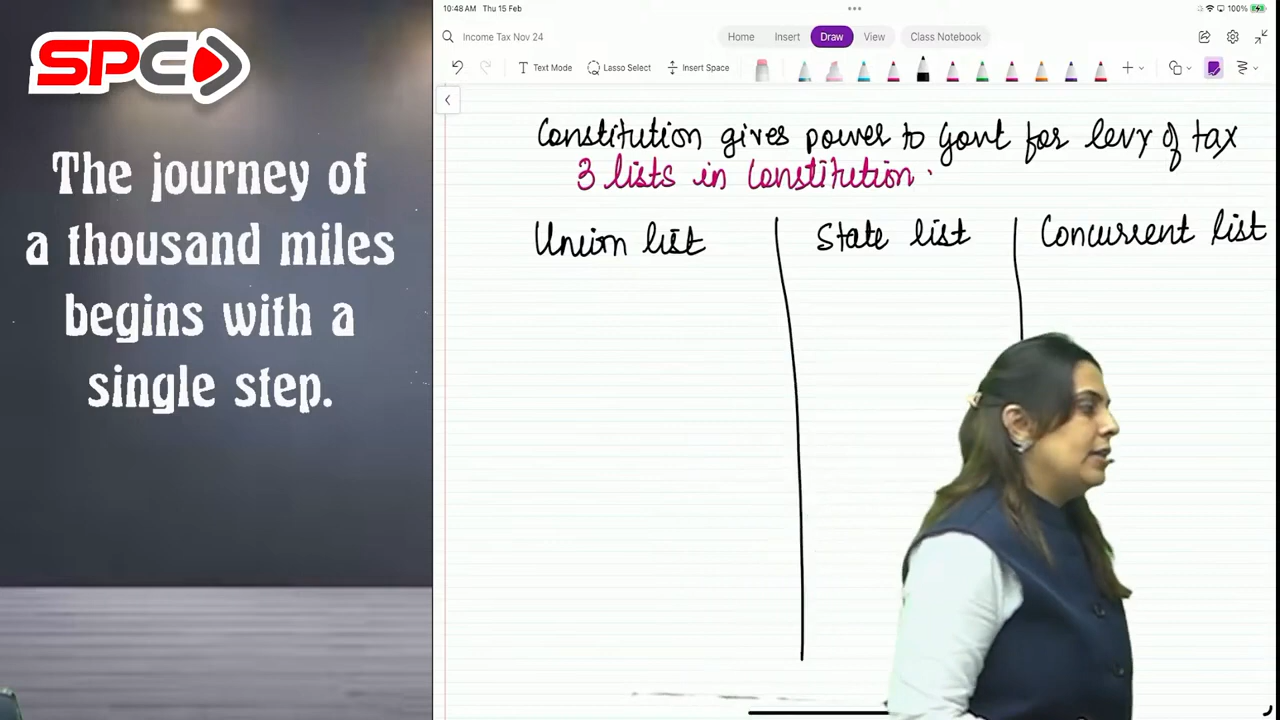 10:48 AM Thu 15 Feb
100%
Income Tax Nov 24
Home Insert Draw View Class Notebook
Text Mode Lasso Select Insert Space
SPC
The journey of
a thousand miles
begins with a
single step.
Constitution gives power to Govt for levy of tax
3 lists in Constitution.
Union list State list Concurrent list